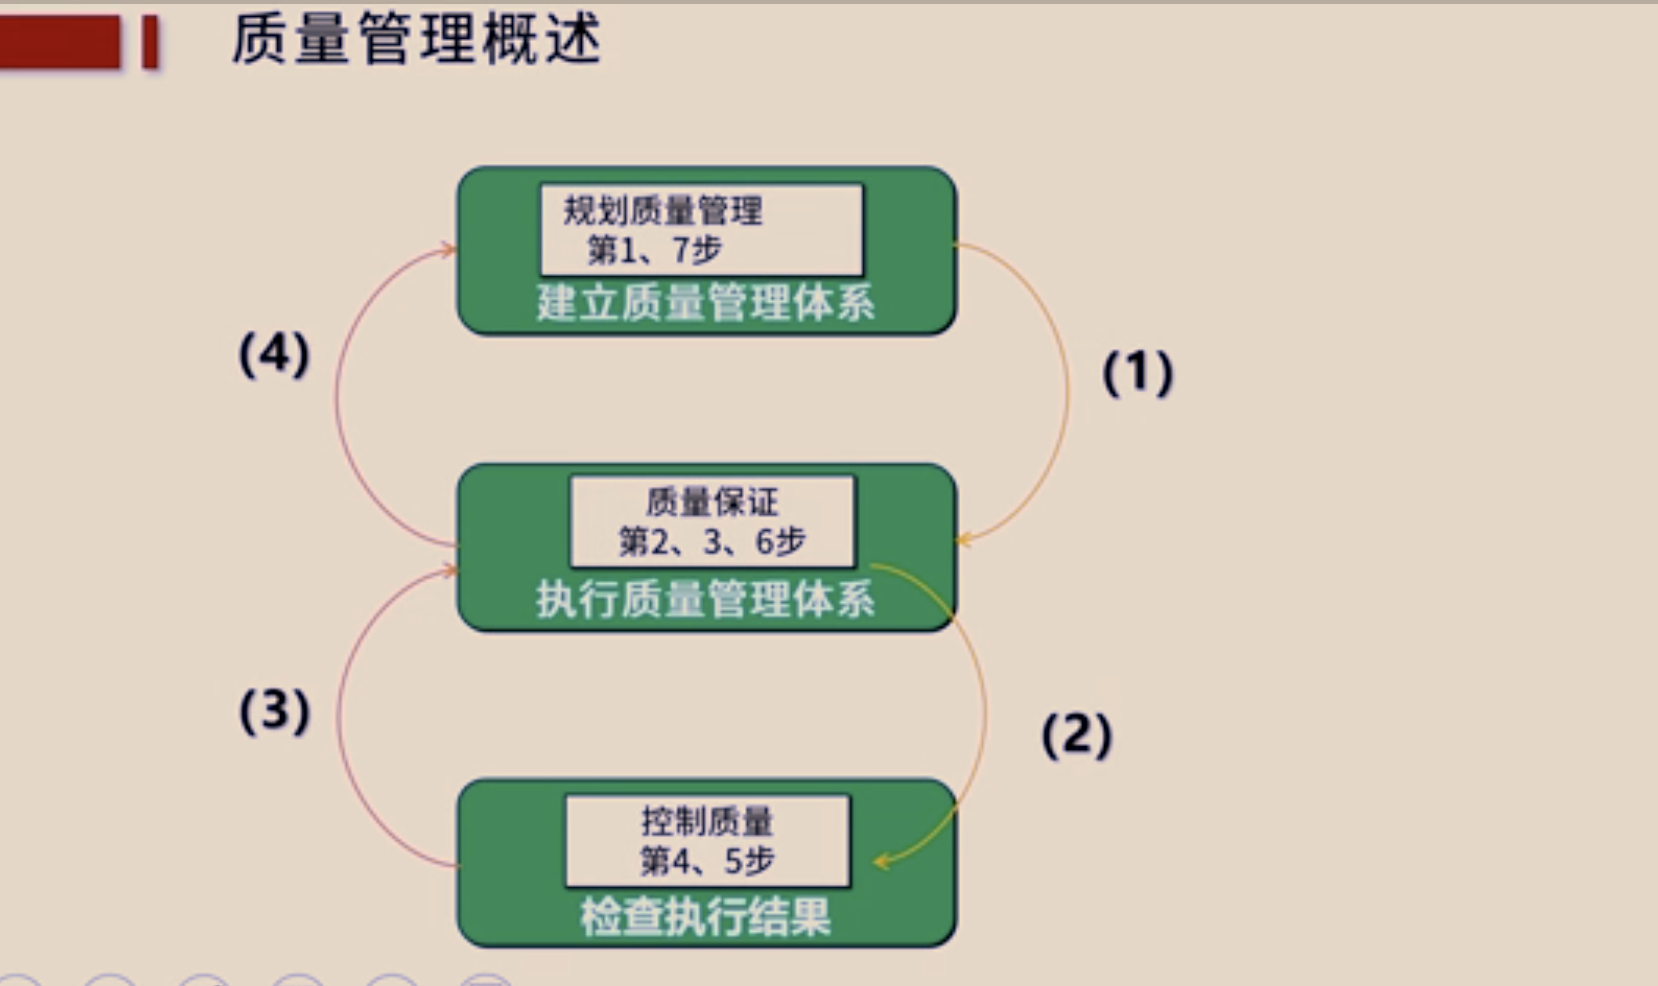 质量管理概述
规划质量管理
第1、7步
建立质量管理体系
(4)
(1)
质量保证
第2、3、6步
执行质量管理体系
(3)
(2)
控制质量
第4、5步
检查执行结果